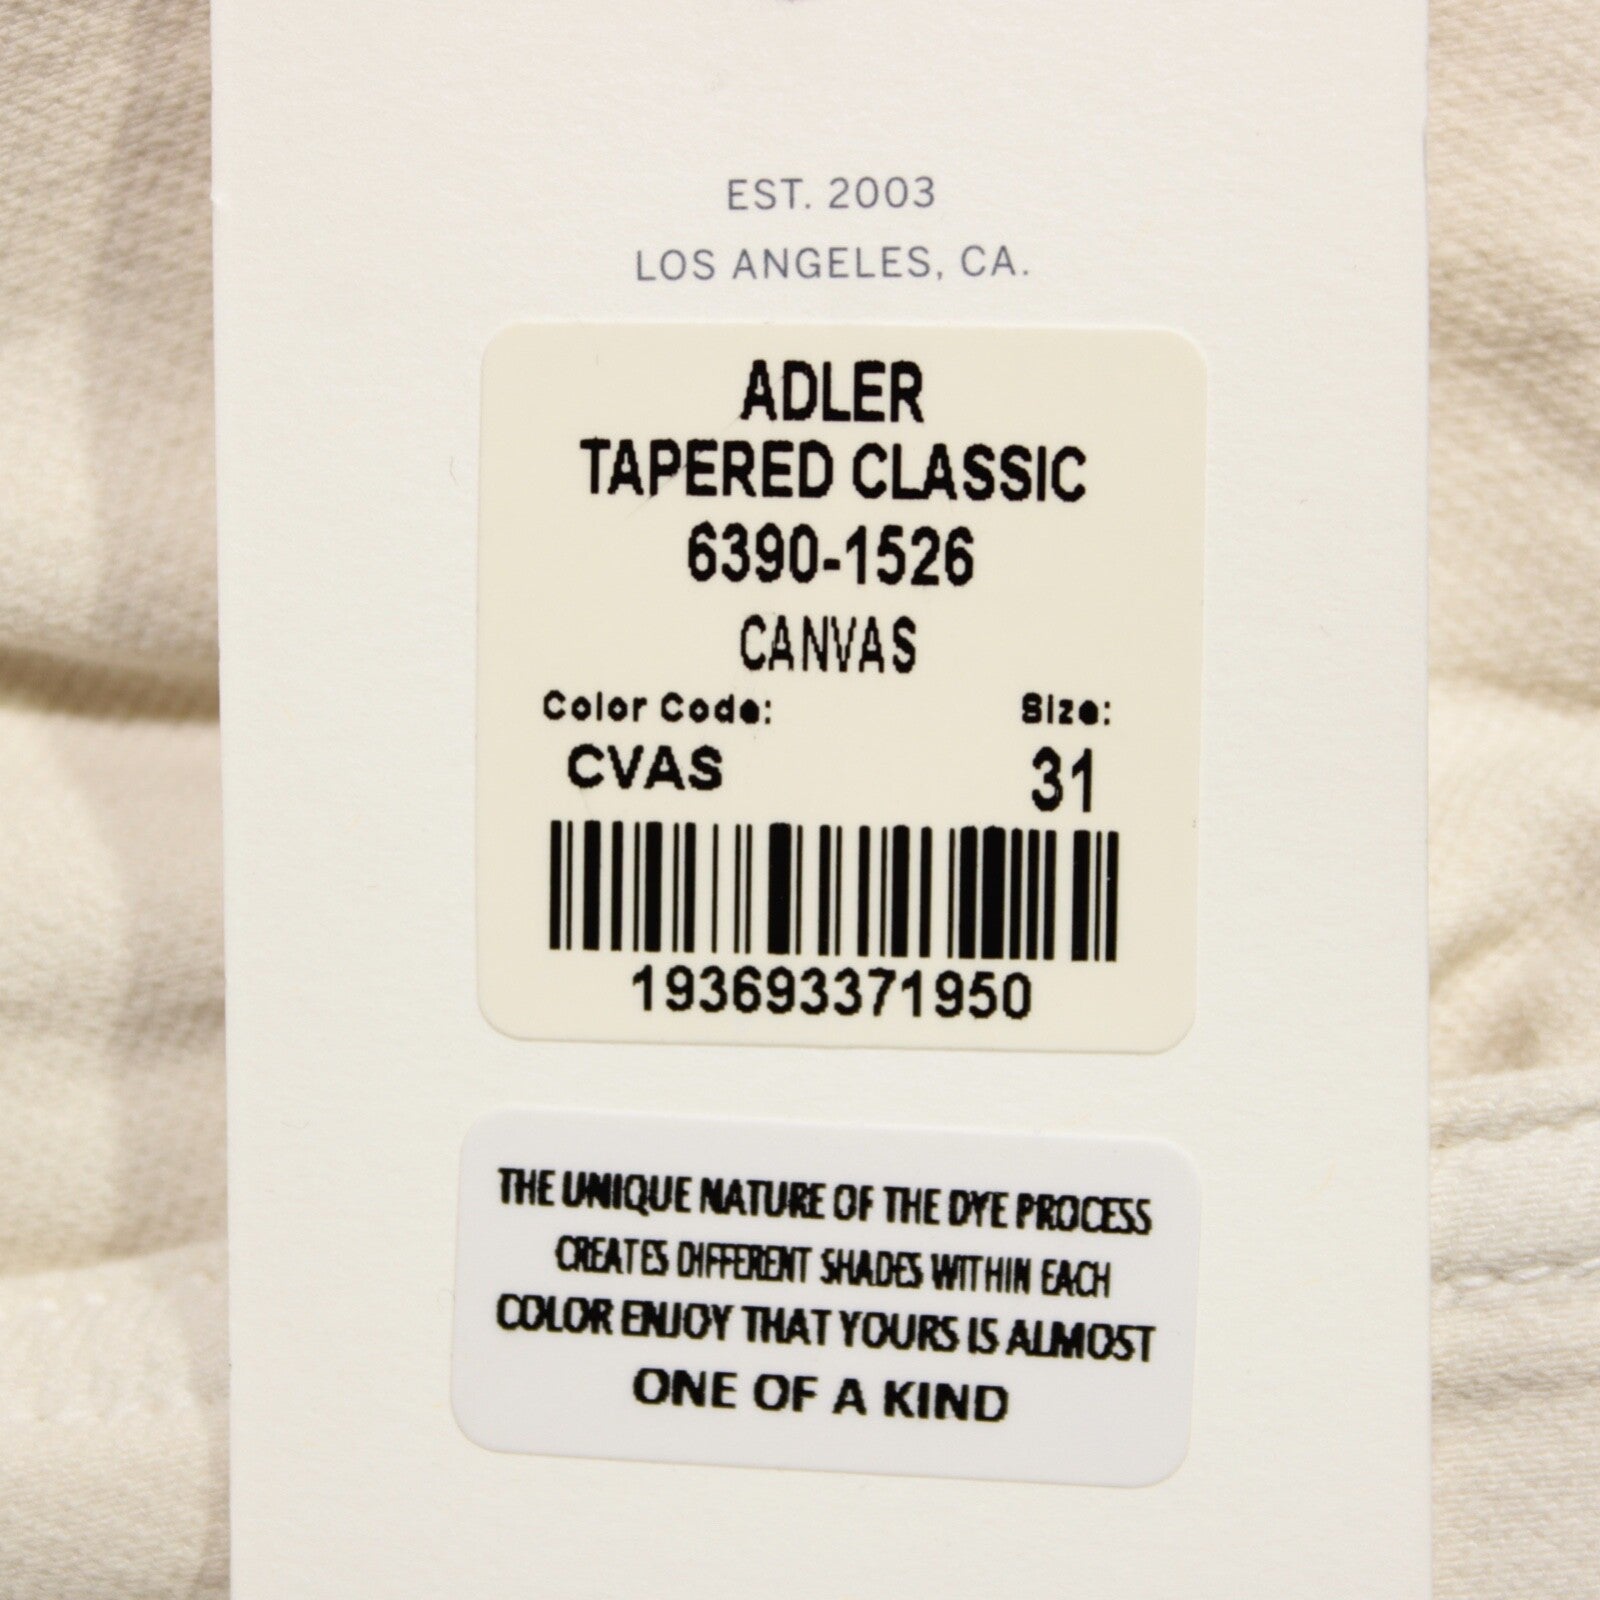 EST. 2003
LOS ANGELES, CA.
ADLER
TAPERED CLASSIC
6390-1526
CANVAS
Color Code: Size:
CVAS 31
193693371950
THE UNIQUE NATURE OF THE DYE PROCESS
CREATES DIFFERENT SHADES WITHIN EACH
COLOR ENJOY THAT YOURS IS ALMOST
ONE OF A KIND